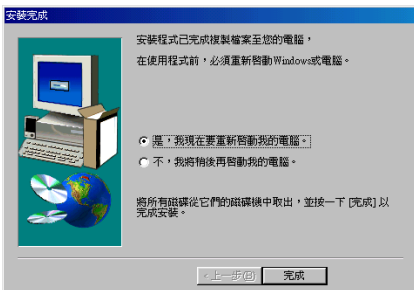 安裝完成
安裝程式已完成複製檔案至您的電腦，
在使用程式前，必須重新啓動Windows或電腦。
是，我現在要重新啓動我的電腦。
不，我將稍後再啓動我的電腦。
將所有磁碟從它們的磁碟機中取出，並按一下 [完成] 以
完成安裝。
<上一步(B)
完成